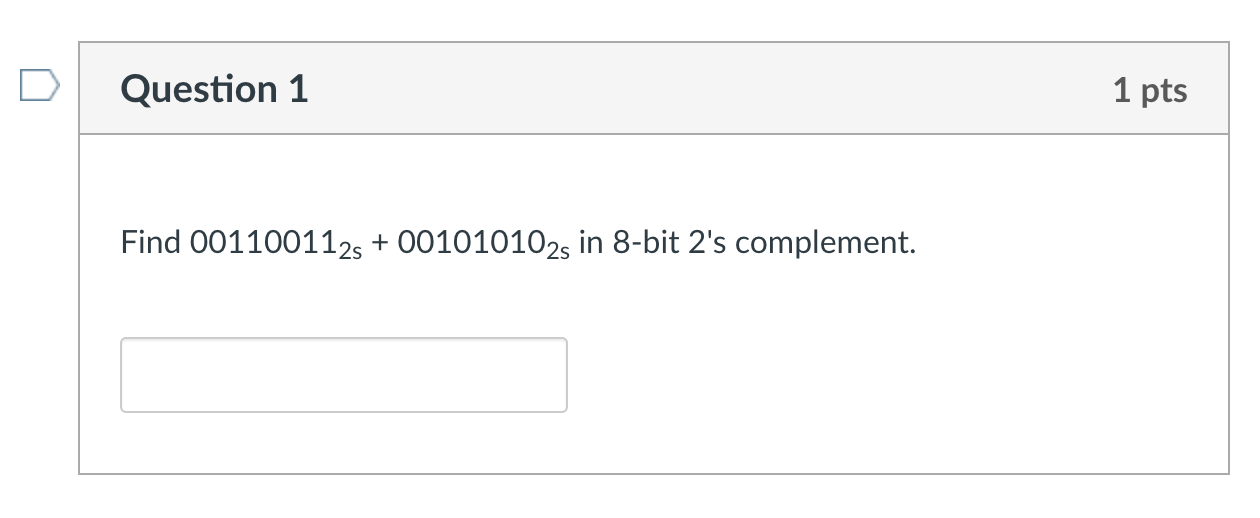 Question 1
1 pts
Find 00110011₂ₛ + 00101010₂ₛ in 8-bit 2's complement.